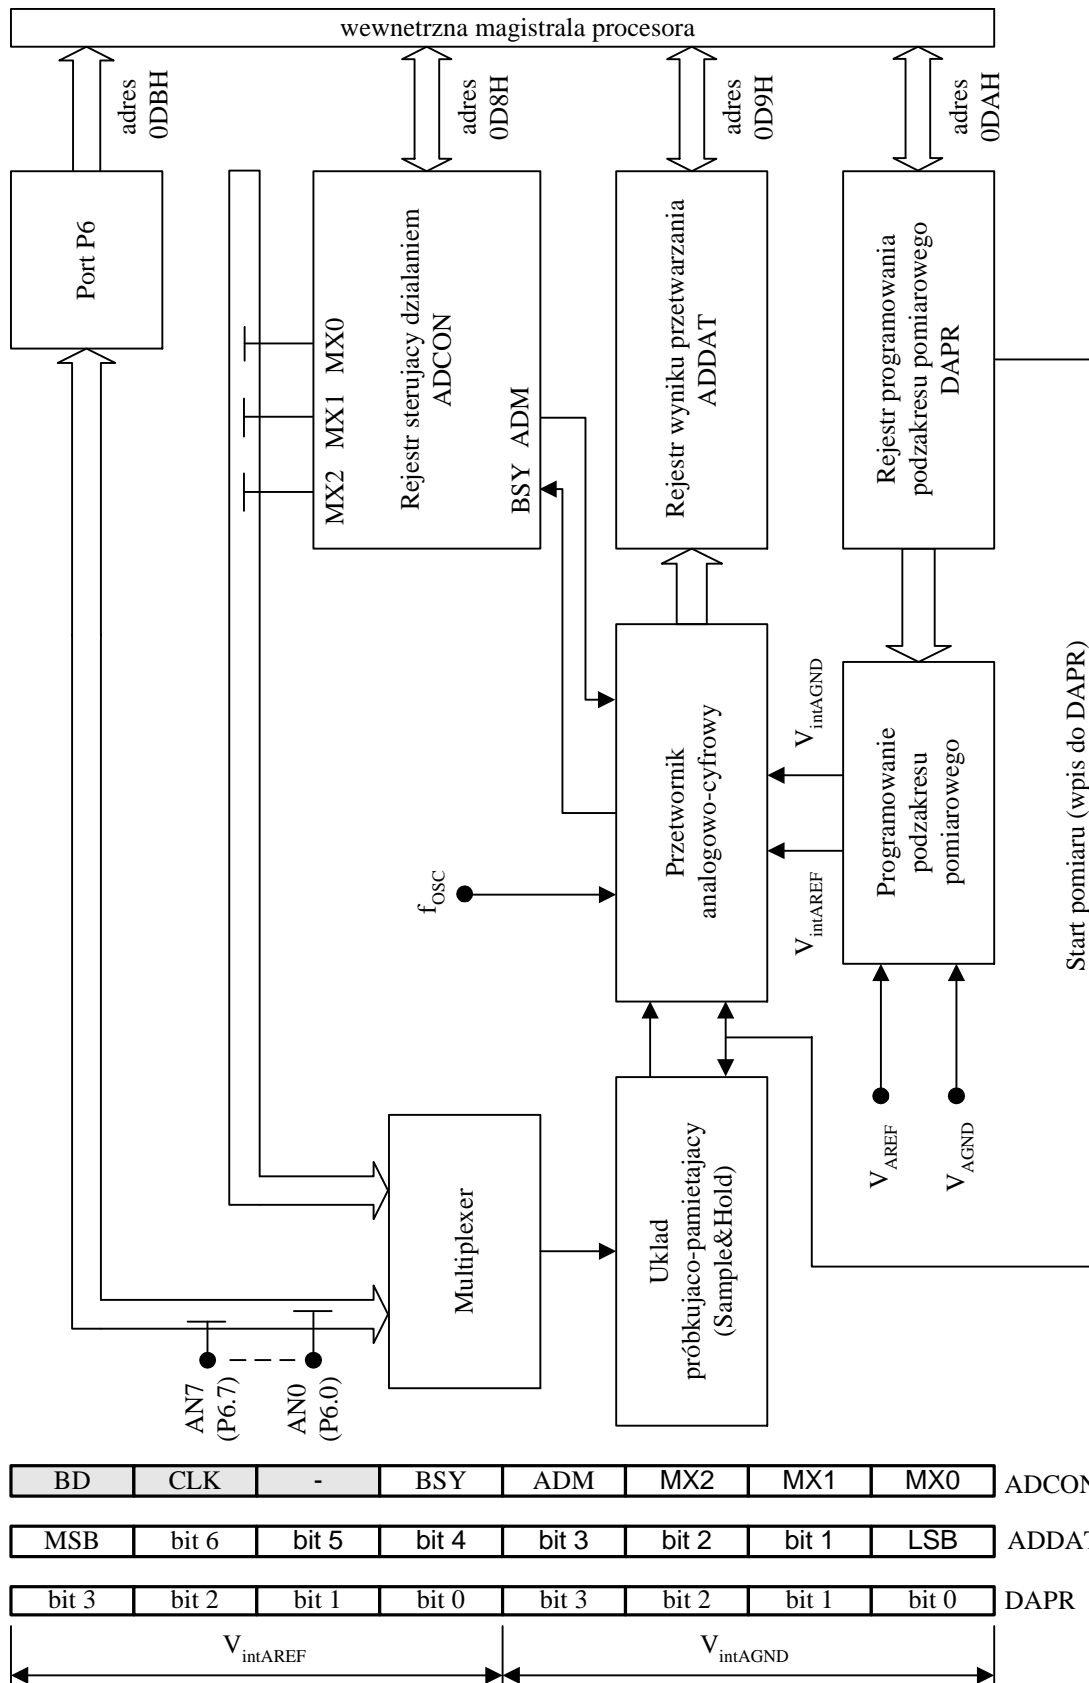 wewnetrzna magistrala procesora
adres
0DBH
adres
0D8H
adres
0D9H
adres
0DAH
Port P6
MX2
MX1
MX0
Rejestr sterujacy dzialaniem
ADCON
BSY
ADM
Rejestr wyniku przetwarzania
ADDAT
Rejestr programowania
podzakresu pomiarowego
DAPR
fOSC
Przetwornik
analogowo-cyfrowy
VintAREF
VintAGND
Programowanie
podzakresu
pomiarowego
Start pomiaru (wpis do DAPR)
Multiplexer
Uklad
próbkujaco-pamietajacy
(Sample&Hold)
VAREF
VAGND
AN7
(P6.7)
AN0
(P6.0)
BD CLK - BSY ADM MX2 MX1 MX0 ADCON
MSB bit 6 bit 5 bit 4 bit 3 bit 2 bit 1 LSB ADDAT
bit 3 bit 2 bit 1 bit 0 bit 3 bit 2 bit 1 bit 0 DAPR
VintAREF VintAGND